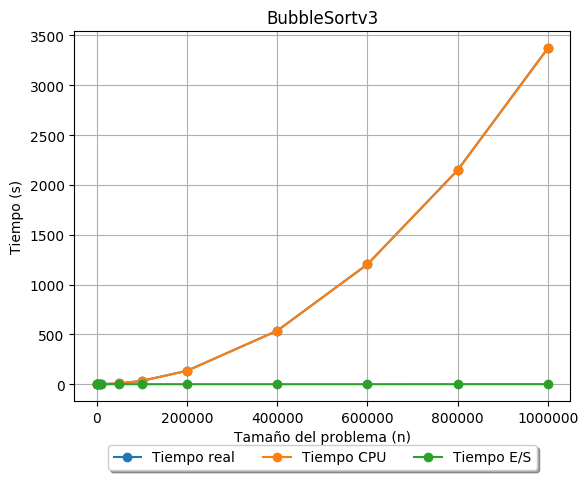 BubbleSortv3
3500
3000
2500
2000
1500
1000
500
0
Tiempo (s)
0 200000 400000 600000 800000 1000000
Tamaño del problema (n)
Tiempo real Tiempo CPU Tiempo E/S